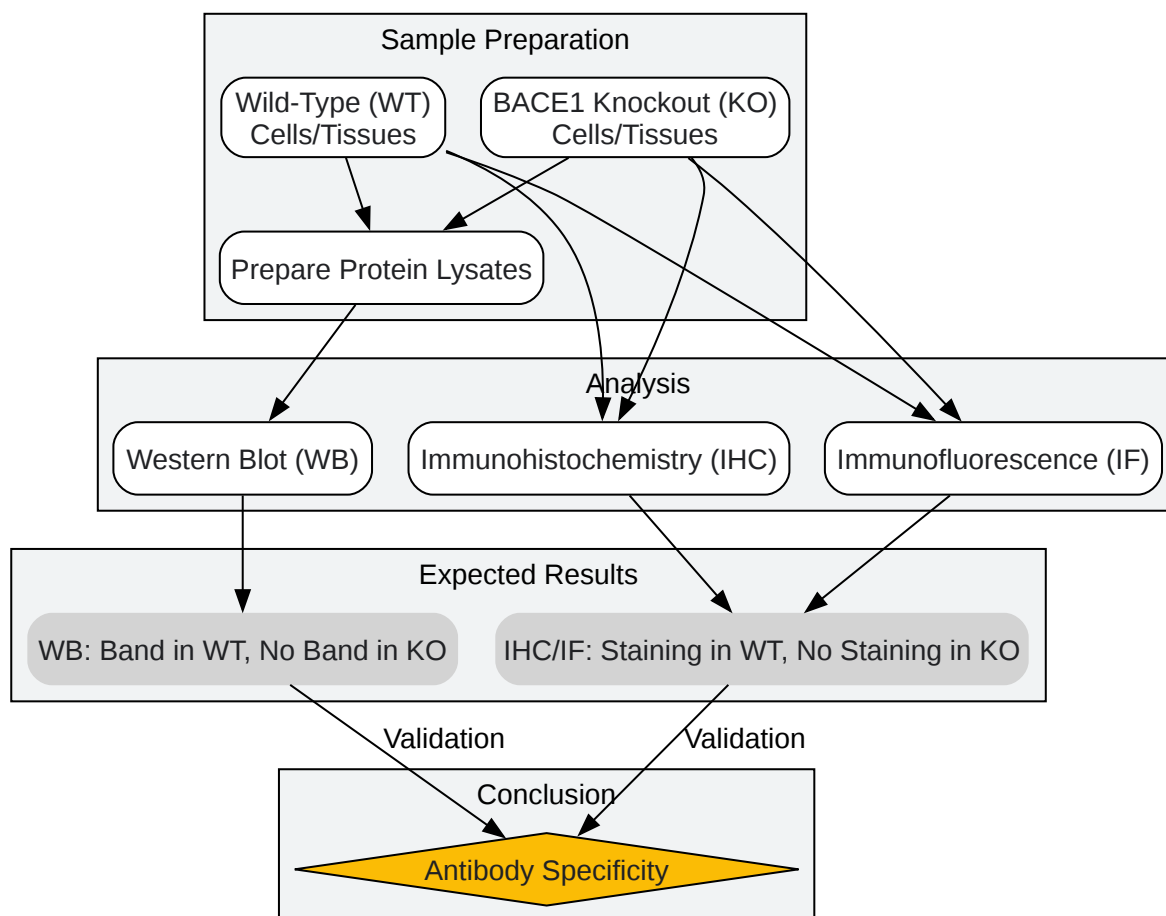 Sample Preparation
Wild-Type (WT)
Cells/Tissues
BACE1 Knockout (KO)
Cells/Tissues
Prepare Protein Lysates
Analysis
Western Blot (WB)
Immunohistochemistry (IHC)
Immunofluorescence (IF)
Expected Results
WB: Band in WT, No Band in KO
IHC/IF: Staining in WT, No Staining in KO
Validation
Validation
Conclusion
Antibody Specificity